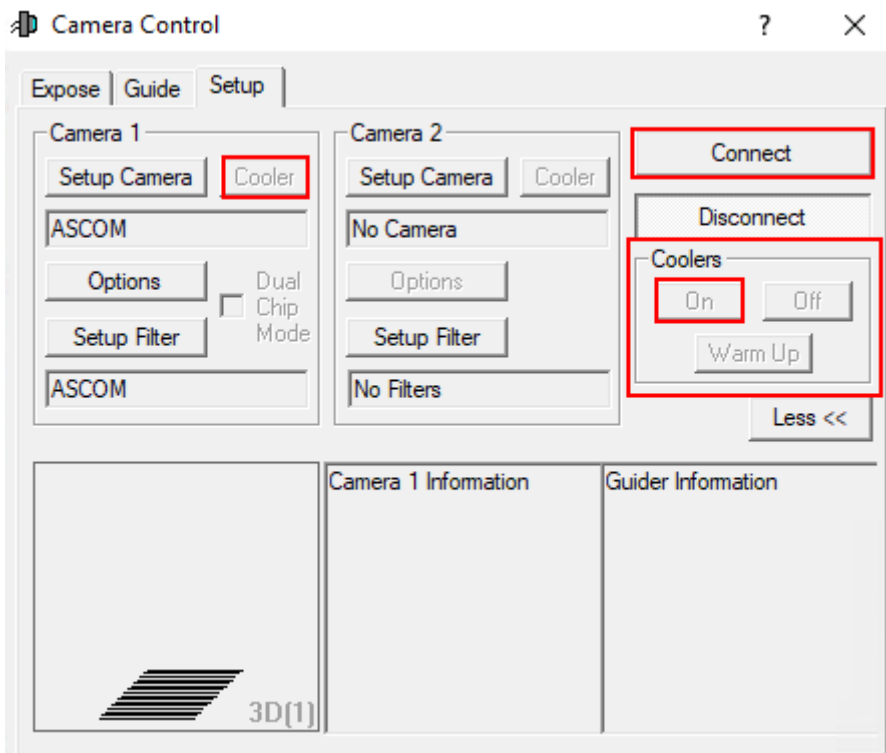 Camera Control
?
Expose
Guide
Setup
Camera 1
Setup Camera
Cooler
ASCOM
Options
Dual
Chip
Mode
Setup Filter
ASCOM
Camera 2
Setup Camera
Cooler
No Camera
Options
Setup Filter
No Filters
Connect
Disconnect
Coolers
On
Off
Warm Up
Less <<
3D(1)
Camera 1 Information
Guider Information